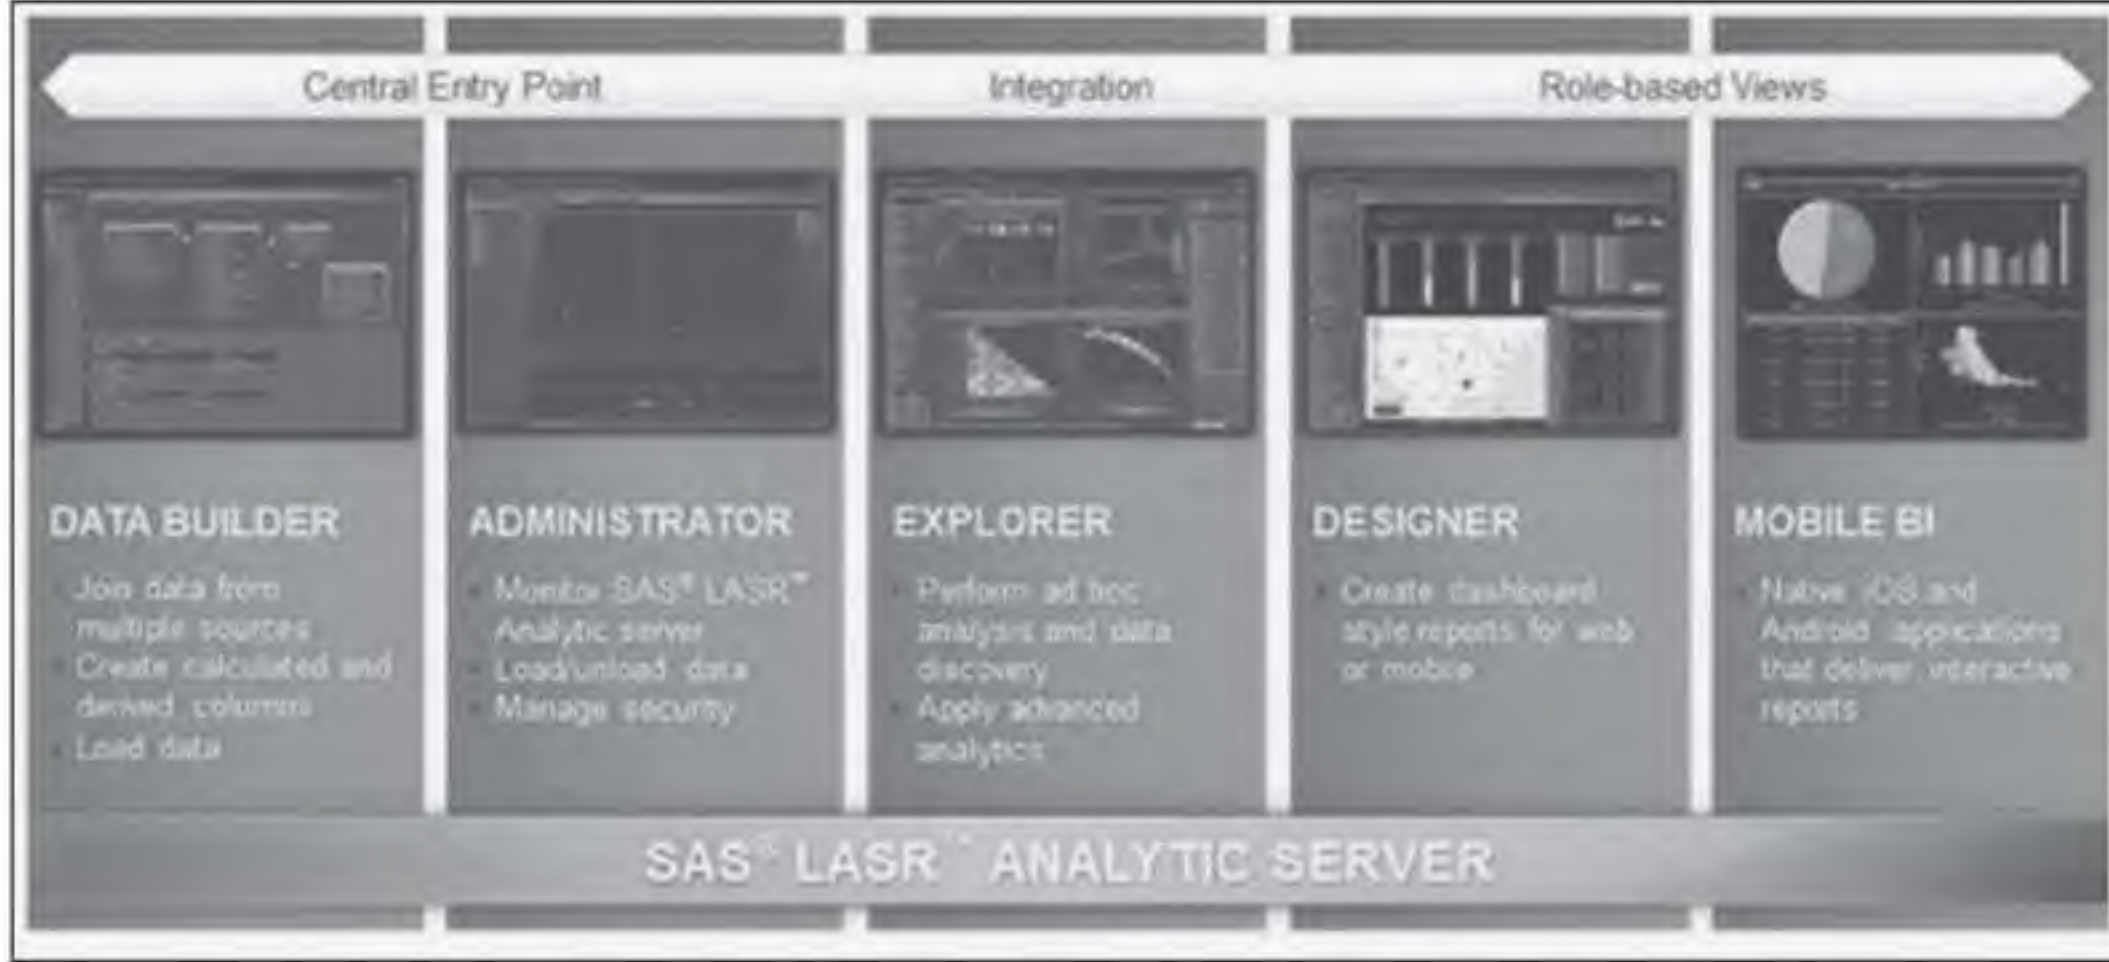 Central Entry Point
Integration
Role-based Views
DATA BUILDER
Join data from
multiple sources
Create calculated and
derived columns
Load data
ADMINISTRATOR
Monitor SAS® LASR™
Analytic server
Load/unload data
Manage security
EXPLORER
Perform ad hoc
analysis and data
discovery
Apply advanced
analytics
DESIGNER
Create dashboard
style reports for web
or mobile
MOBILE BI
Native iOS and
Android applications
that deliver interactive
reports
SAS® LASR™ ANALYTIC SERVER